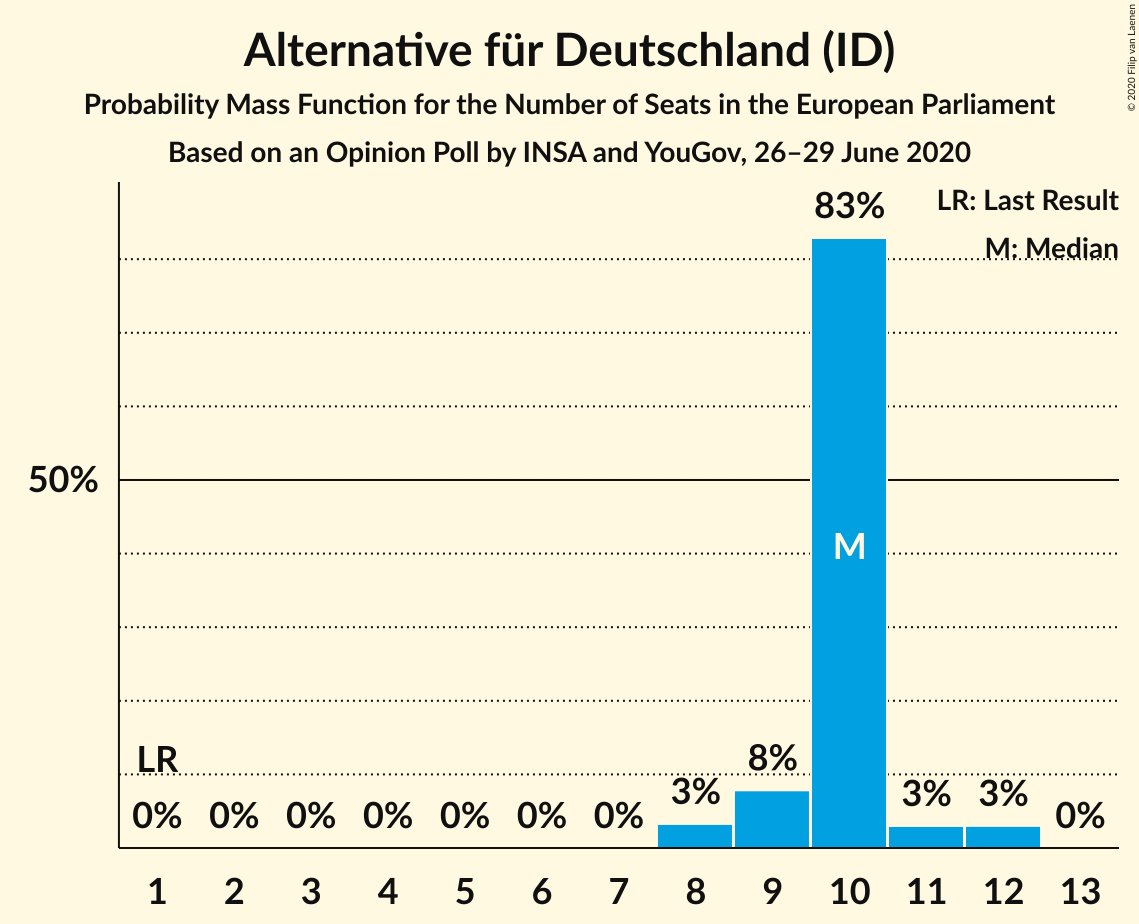 Alternative für Deutschland (ID)
Probability Mass Function for the Number of Seats in the European Parliament
Based on an Opinion Poll by INSA and YouGov, 26–29 June 2020
© 2020 Filip van Laenen
LR: Last Result
M: Median
83%
50%
M
LR
0% 0% 0% 0% 0% 0% 0% 3% 8% 3% 3% 0%
1 2 3 4 5 6 7 8 9 10 11 12 13